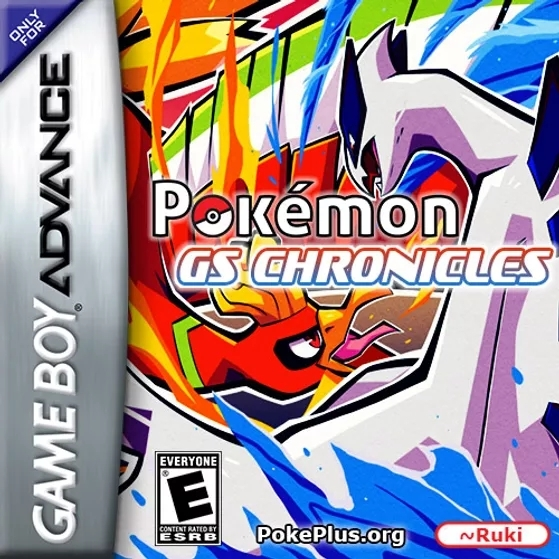 ONLY
FOR
GAME BOY ADVANCE
Pokémon
GS CHRONICLES
EVERYONE
E
CONTENT RATED BY
ESRB
PokePlus.org
~Ruki